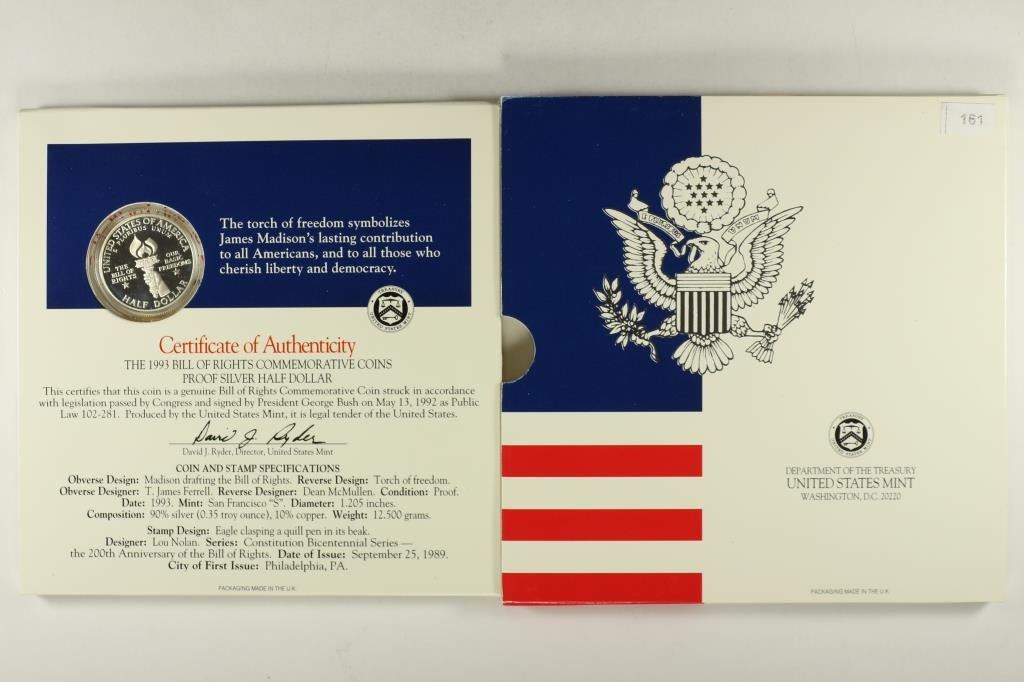 UNITED STATES OF AMERICA
PLURIBUS UNUM
THE BILL OF RIGHTS
OUR BASIC FREEDOMS
HALF DOLLAR
The torch of freedom symbolizes
James Madison's lasting contribution
to all Americans, and to all those who
cherish liberty and democracy.
TREASURY
UNITED STATES MINT
Certificate of Authenticity
THE 1993 BILL OF RIGHTS COMMEMORATIVE COINS
PROOF SILVER HALF DOLLAR
This certifies that this coin is a genuine Bill of Rights Commemorative Coin struck in accordance
with legislation passed by Congress and signed by President George Bush on May 13, 1992 as Public
Law 102-281. Produced by the United States Mint, it is legal tender of the United States.
David J. Ryder
David J. Ryder, Director, United States Mint
COIN AND STAMP SPECIFICATIONS
Obverse Design: Madison drafting the Bill of Rights. Reverse Design: Torch of freedom.
Obverse Designer: T. James Ferrell. Reverse Designer: Dean McMullen. Condition: Proof.
Date: 1993. Mint: San Francisco "S". Diameter: 1.205 inches.
Composition: 90% silver (0.35 troy ounce), 10% copper. Weight: 12.500 grams.
Stamp Design: Eagle clasping a quill pen in its beak.
Designer: Lou Nolan. Series: Constitution Bicentennial Series —
the 200th Anniversary of the Bill of Rights. Date of Issue: September 25, 1989.
City of First Issue: Philadelphia, PA.
PACKAGING MADE IN THE U.K.
161
TREASURY
UNITED STATES MINT
DEPARTMENT OF THE TREASURY
UNITED STATES MINT
WASHINGTON, D.C. 20220
PACKAGING MADE IN THE U.K.